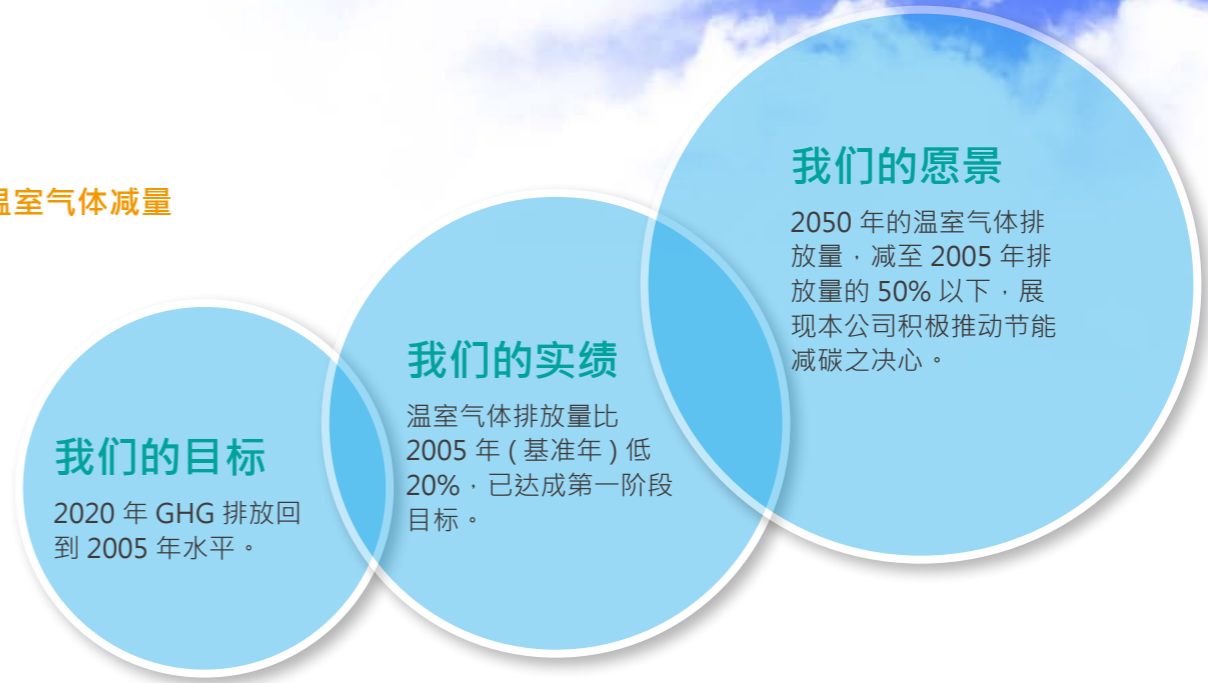 温室气体减量
我们的目标
2020 年 GHG 排放回
到 2005 年水平。
我们的实绩
温室气体排放量比
2005 年 ( 基准年 ) 低
20%，已达成第一阶段
目标。
我们的愿景
2050 年的温室气体排
放量，减至 2005 年排
放量的 50% 以下，展
现本公司积极推动节能
减碳之决心。